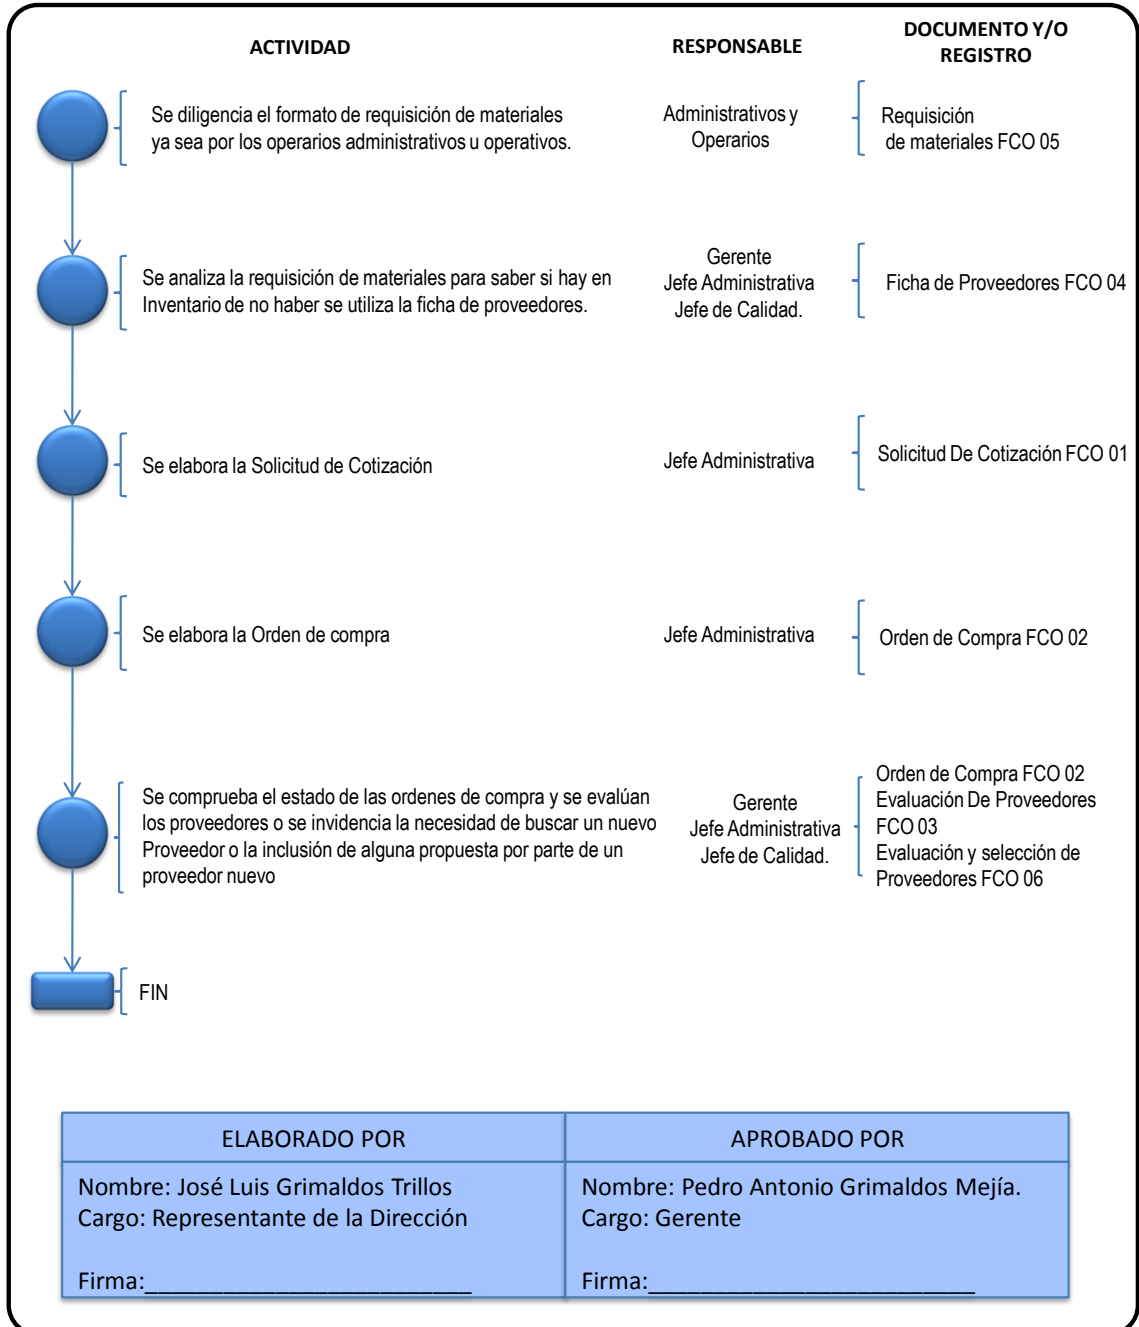 ACTIVIDAD
RESPONSABLE
DOCUMENTO Y/O
REGISTRO
Se diligencia el formato de requisición de materiales
ya sea por los operarios administrativos u operativos.
Administrativos y
Operarios
Requisición
de materiales FCO 05
Se analiza la requisición de materiales para saber si hay en
Inventario de no haber se utiliza la ficha de proveedores.
Gerente
Jefe Administrativa
Jefe de Calidad.
Ficha de Proveedores FCO 04
Se elabora la Solicitud de Cotización
Jefe Administrativa
Solicitud De Cotización FCO 01
Se elabora la Orden de compra
Jefe Administrativa
Orden de Compra FCO 02
Se comprueba el estado de las ordenes de compra y se evalúan
los proveedores o se invidencia la necesidad de buscar un nuevo
Proveedor o la inclusión de alguna propuesta por parte de un
proveedor nuevo
Gerente
Jefe Administrativa
Jefe de Calidad.
Orden de Compra FCO 02
Evaluación De Proveedores
FCO 03
Evaluación y selección de
Proveedores FCO 06
FIN
ELABORADO POR
Nombre: José Luis Grimaldos Trillos
Cargo: Representante de la Dirección
Firma:_________________________
APROBADO POR
Nombre: Pedro Antonio Grimaldos Mejía.
Cargo: Gerente
Firma:_________________________